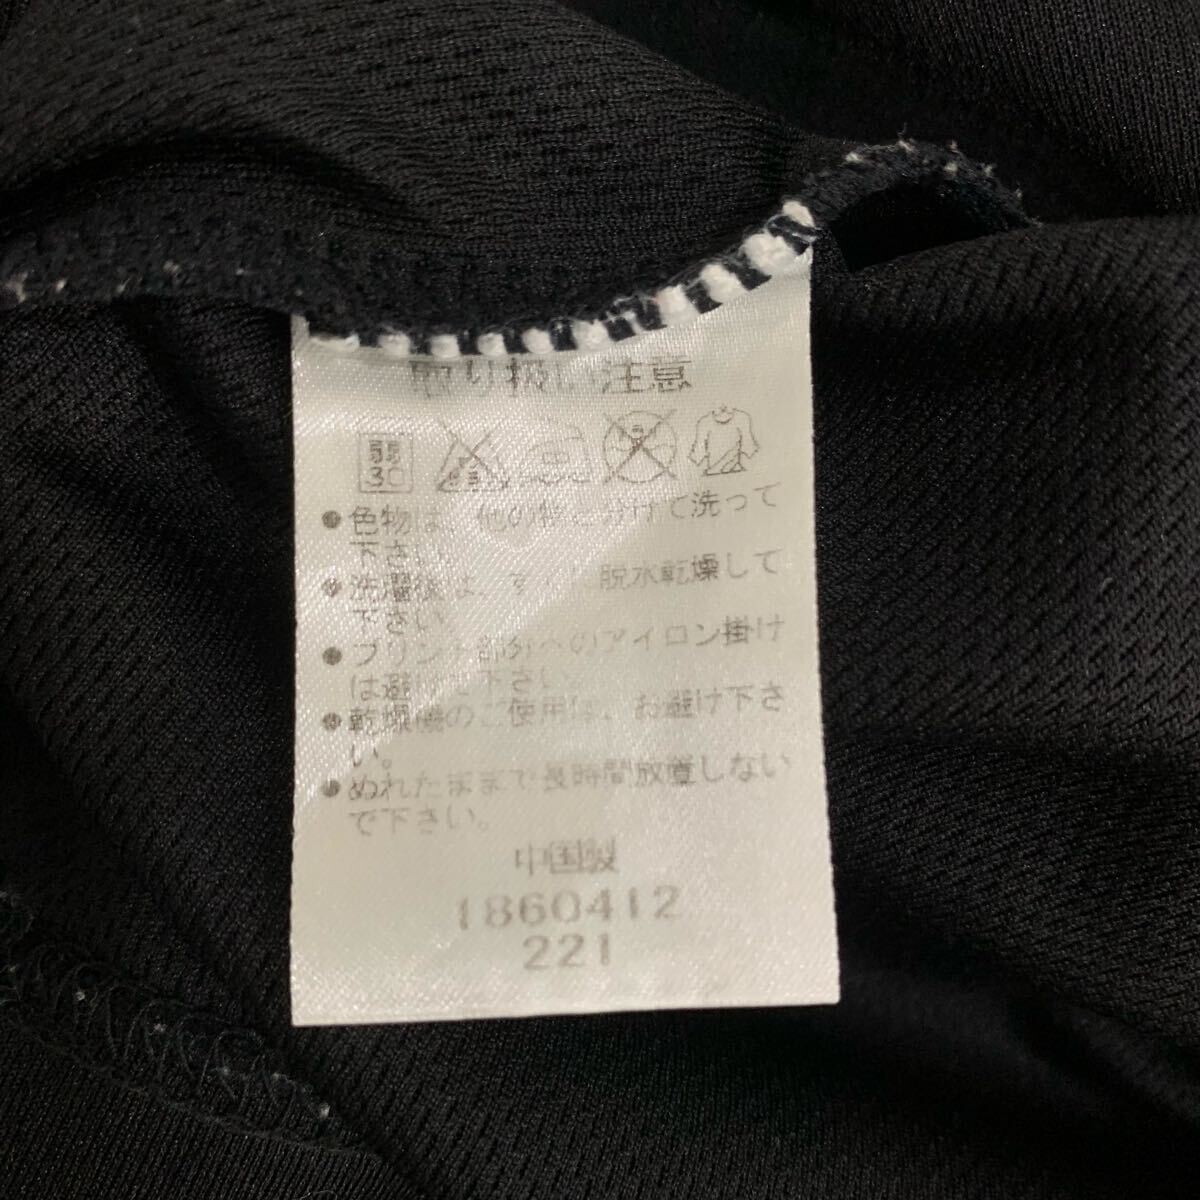 取り扱い注意
弱
30
●色物は、他の物と分けて洗って
下さい。
●洗濯後は、すぐに脱水乾燥して
下さい。
●プリント部分へのアイロン掛け
は避けて下さい。
●乾燥機のご使用は、お避け下さ
い。
●ぬれたままで長時間放置しない
で下さい。
中国製
1860412
221